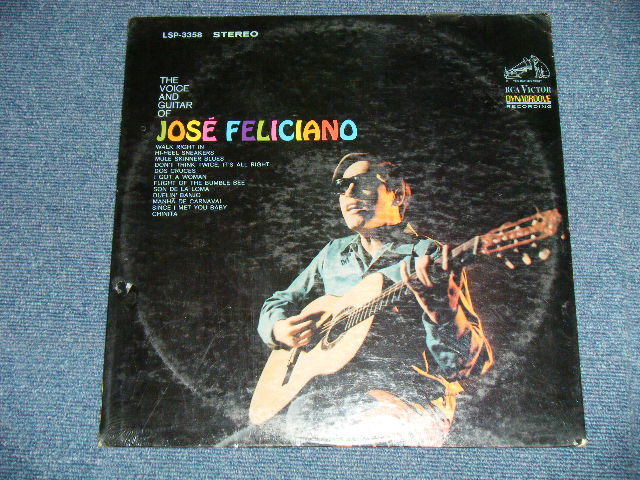 LSP-3358 STEREO
THE
VOICE
AND
GUITAR
OF
JOSÉ FELICIANO
WALK RIGHT IN
HI-HEEL SNEAKERS
MULE SKINNER BLUES
DON'T THINK TWICE, IT'S ALL RIGHT
DOS CRUCES
I GOT A WOMAN
FLIGHT OF THE BUMBLE BEE
SON DE LA LOMA
DUELIN' BANJO
MANHÃ DE CARNAVAL
SINCE I MET YOU BABY
CHINITA
RCA VICTOR
DYNAGROOVE
RECORDING